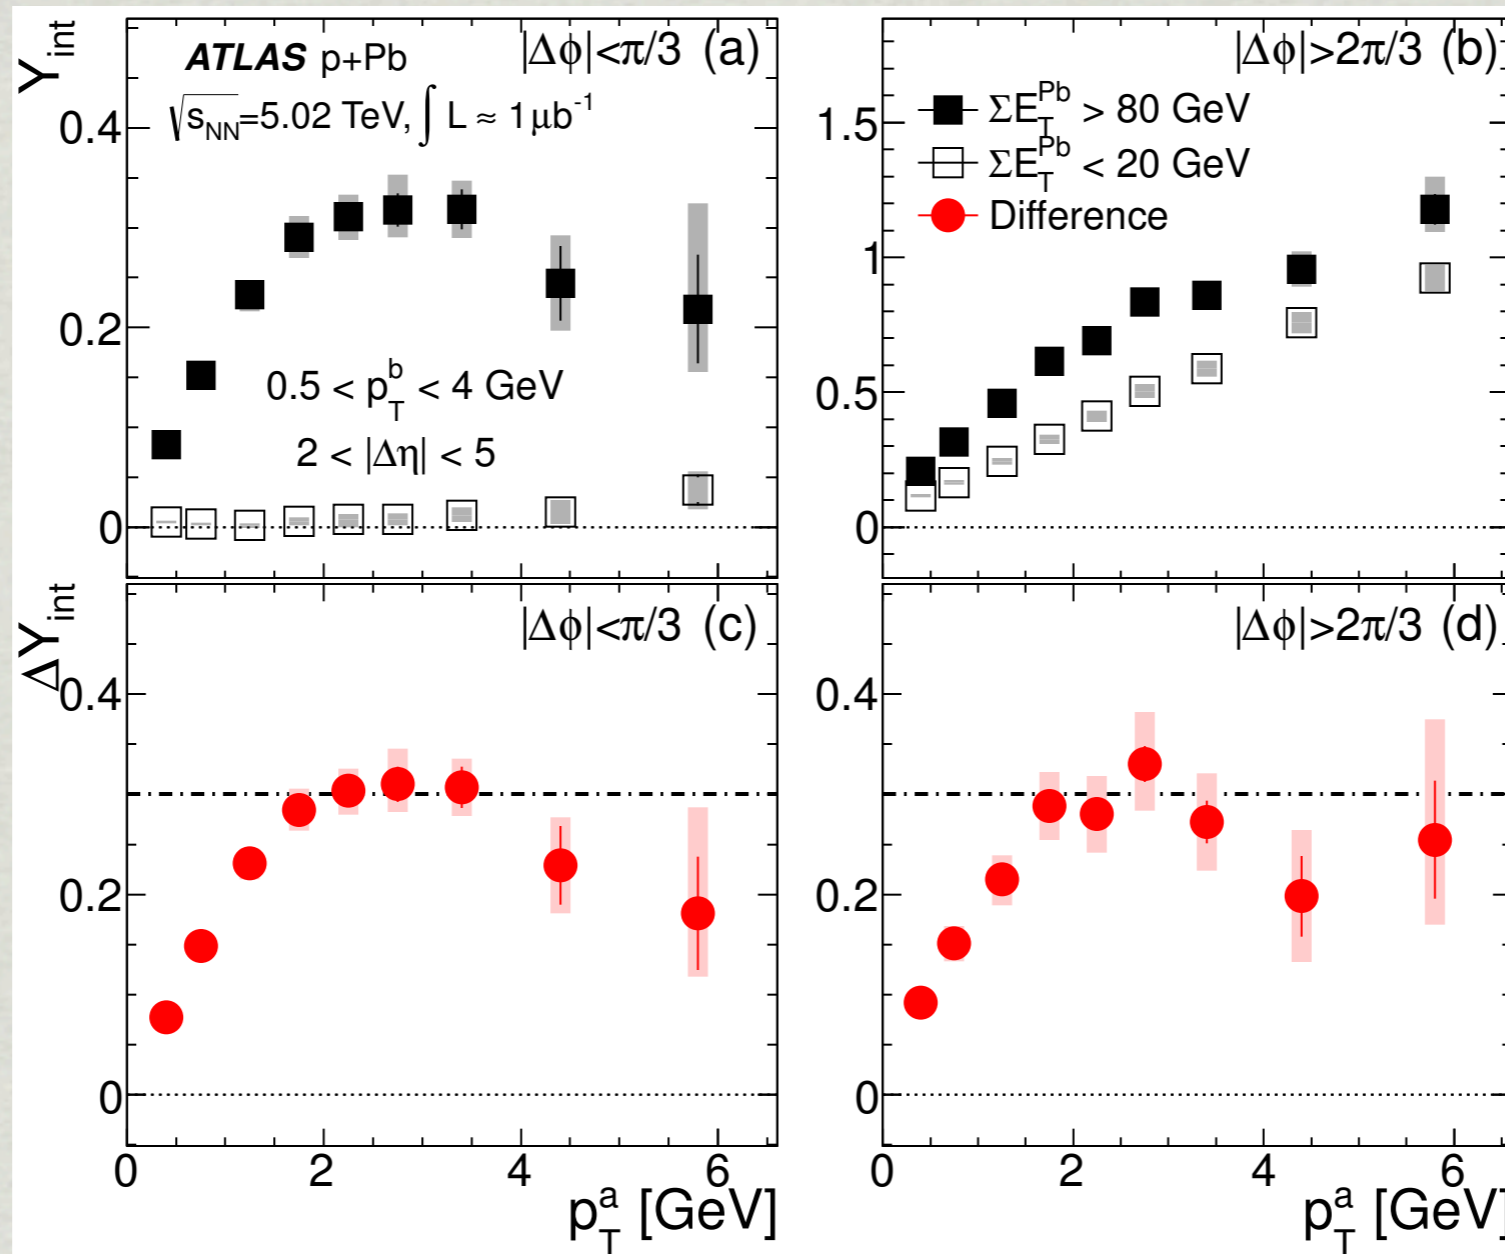 ATLAS p+Pb
√s_NN=5.02 TeV, ∫ L ≈ 1 μb⁻¹
|Δϕ|<π/3 (a)
Y_int
0.4
0.2
0
0.5 < p_T^b < 4 GeV
2 < |Δη| < 5
|Δϕ|>2π/3 (b)
ΣE_T^Pb > 80 GeV
ΣE_T^Pb < 20 GeV
Difference
1.5
1
0.5
0
|Δϕ|<π/3 (c)
ΔY_int
0.4
0.2
0
0 2 4 6
p_T^a [GeV]
|Δϕ|>2π/3 (d)
0.4
0.2
0
0 2 4 6
p_T^a [GeV]